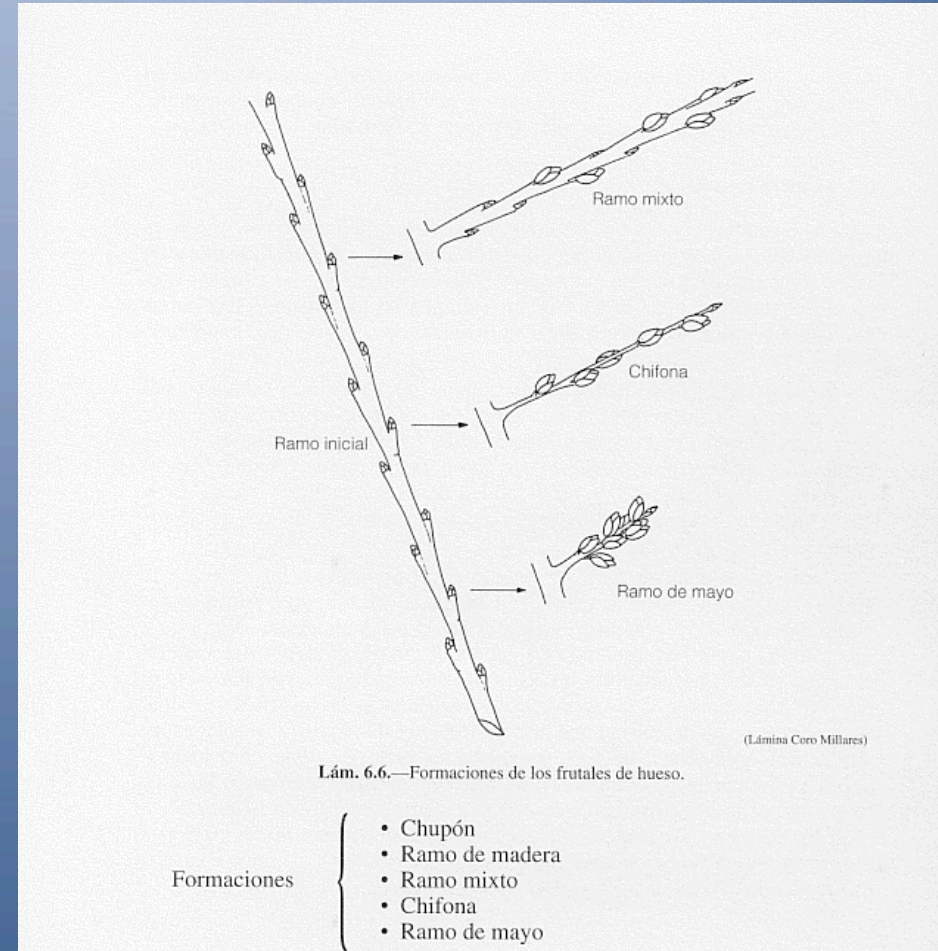 Ramo mixto
Chifona
Ramo inicial
Ramo de mayo
(Lámina Coro Millares)
Lám. 6.6.—Formaciones de los frutales de hueso.
Formaciones
• Chupón
• Ramo de madera
• Ramo mixto
• Chifona
• Ramo de mayo